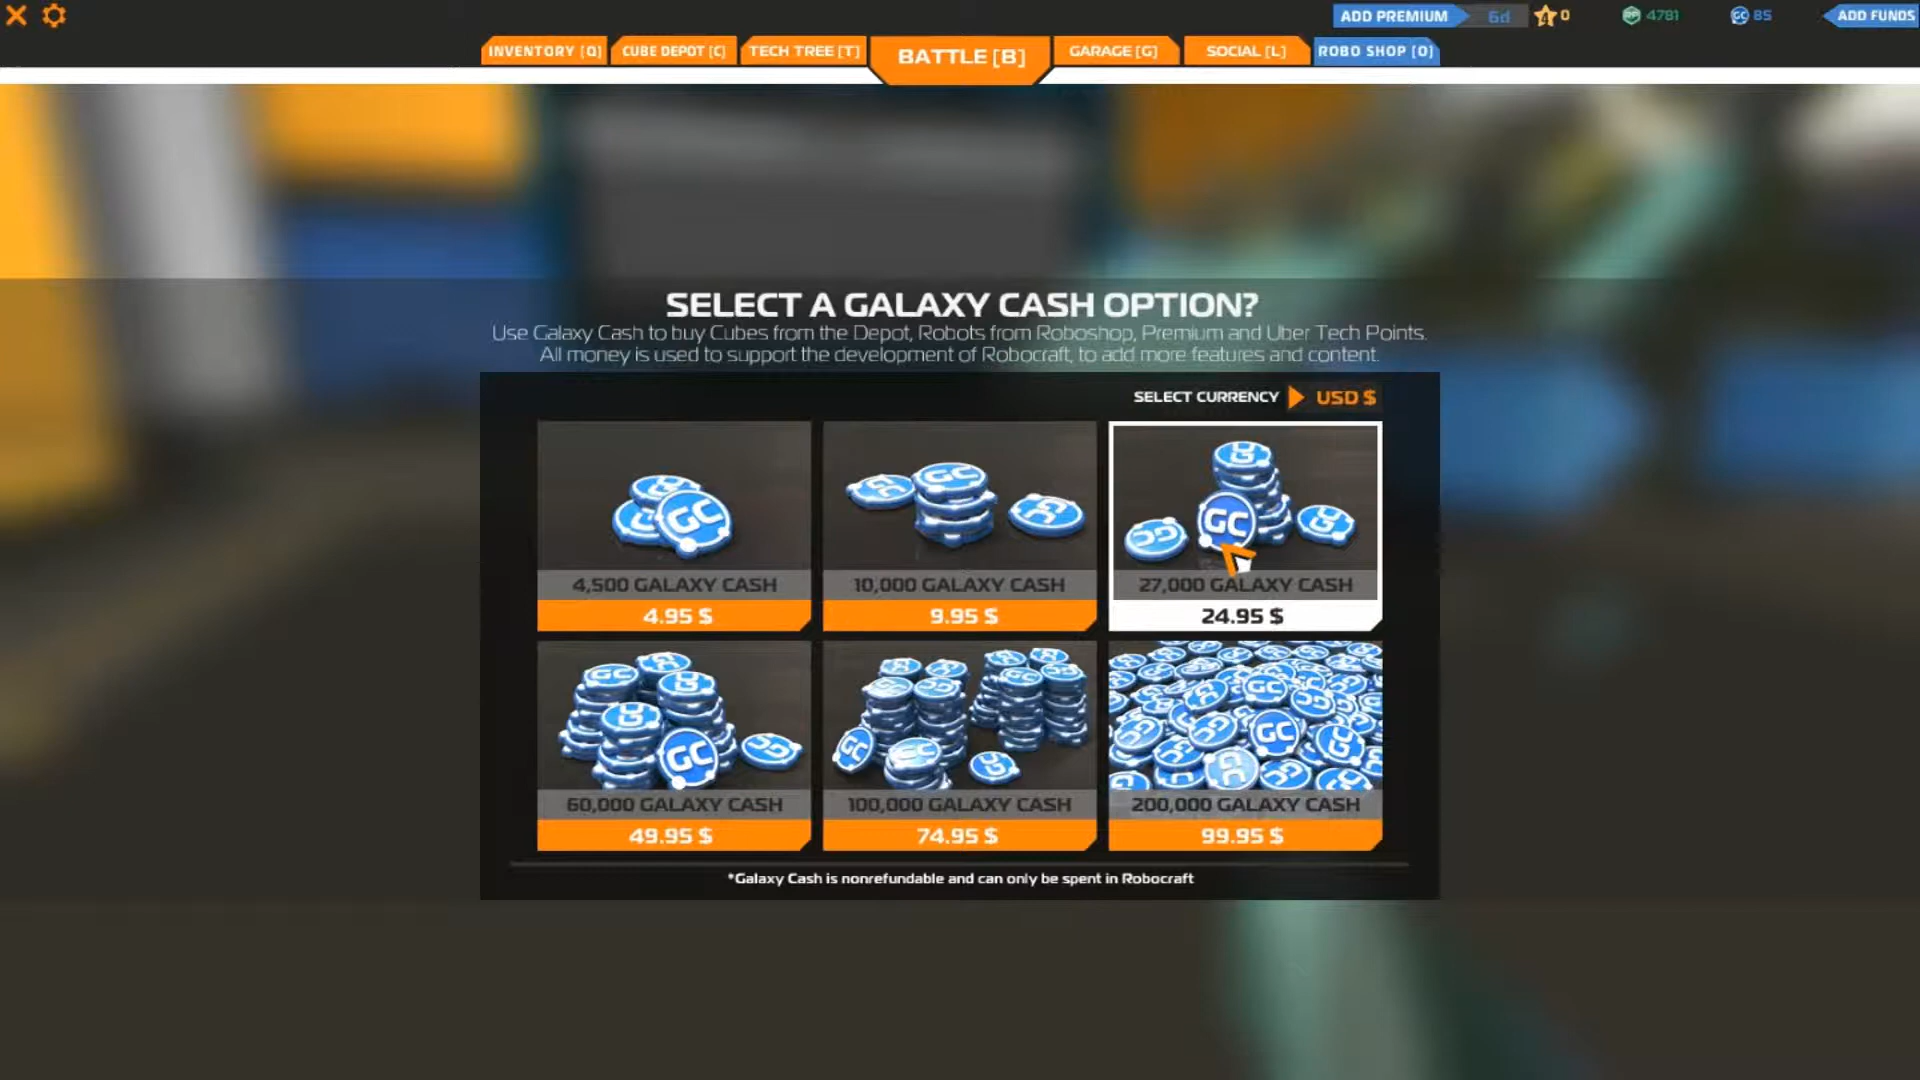 ADD PREMIUM 6d 0 4781 GC 85 ADD FUNDS
INVENTORY [Q] CUBE DEPOT [C] TECH TREE [T] BATTLE [B] GARAGE [G] SOCIAL [L] ROBO SHOP [O]
SELECT A GALAXY CASH OPTION?
Use Galaxy Cash to buy Cubes from the Depot, Robots from Roboshop, Premium and Uber Tech Points.
All money is used to support the development of Robocraft, to add more features and content.
SELECT CURRENCY USD $
4,500 GALAXY CASH
4.95 $
10,000 GALAXY CASH
9.95 $
27,000 GALAXY CASH
24.95 $
60,000 GALAXY CASH
49.95 $
100,000 GALAXY CASH
74.95 $
200,000 GALAXY CASH
99.95 $
*Galaxy Cash is nonrefundable and can only be spent in Robocraft